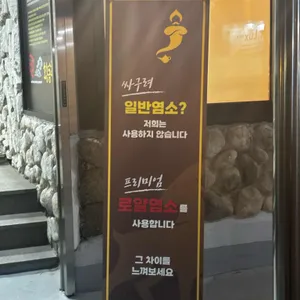 싸구려
일반염소?
저희는
사용하지 않습니다
프리미엄
로얄염소를
사용합니다
그 차이를
느껴보세요